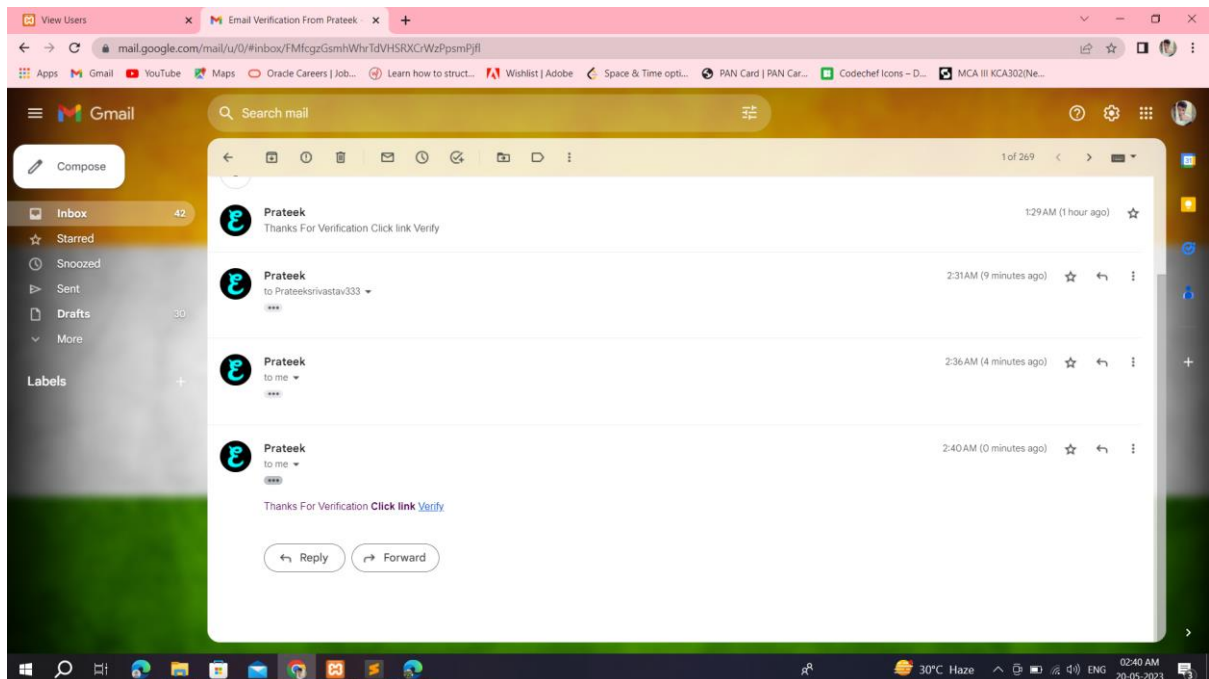 View Users
Email Verification From Prateek
mail.google.com/mail/u/0/#inbox/FMfcgzGsmhWhrTdVHSRXCrWzPpsmPjfl
Apps Gmail YouTube Maps Oracle Careers | Job... Learn how to struct... Wishlist | Adobe Space & Time opti... PAN Card | PAN Car... Codechef Icons – D... MCA III KCA302(Ne...
Gmail
Search mail
Compose
1 of 269
Inbox 42
Starred
Snoozed
Sent
Drafts 30
More
Labels
Prateek 1:29 AM (1 hour ago)
Thanks For Verification Click link Verify
Prateek 2:31 AM (9 minutes ago)
to Prateeksrivastav333
Prateek 2:36 AM (4 minutes ago)
to me
Prateek 2:40 AM (0 minutes ago)
to me
Thanks For Verification Click link Verify
Reply Forward
30°C Haze ENG 02:40 AM
20-05-2023